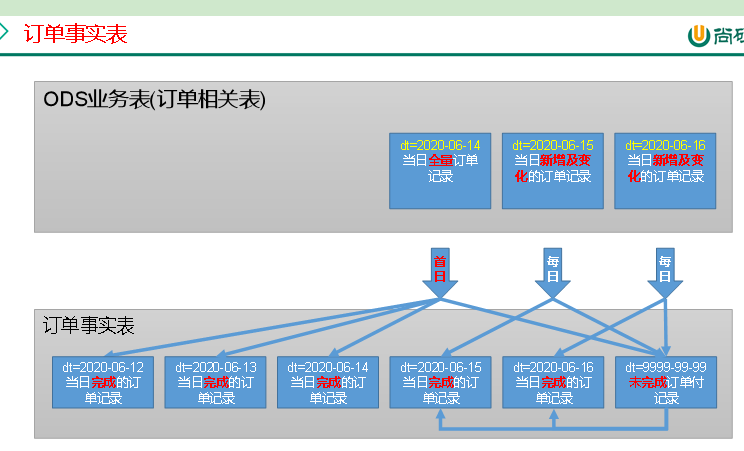 订单事实表
尚硅
ODS业务表(订单相关表)
dt=2020-06-14
当日全量订单
记录
dt=2020-06-15
当日新增及变
化的订单记录
dt=2020-06-16
当日新增及变
化的订单记录
首
日
每
日
每
日
订单事实表
dt=2020-06-12
当日完成的订
单记录
dt=2020-06-13
当日完成的订
单记录
dt=2020-06-14
当日完成的订
单记录
dt=2020-06-15
当日完成的订
单记录
dt=2020-06-16
当日完成的订
单记录
dt=9999-99-99
未完成订单付
记录